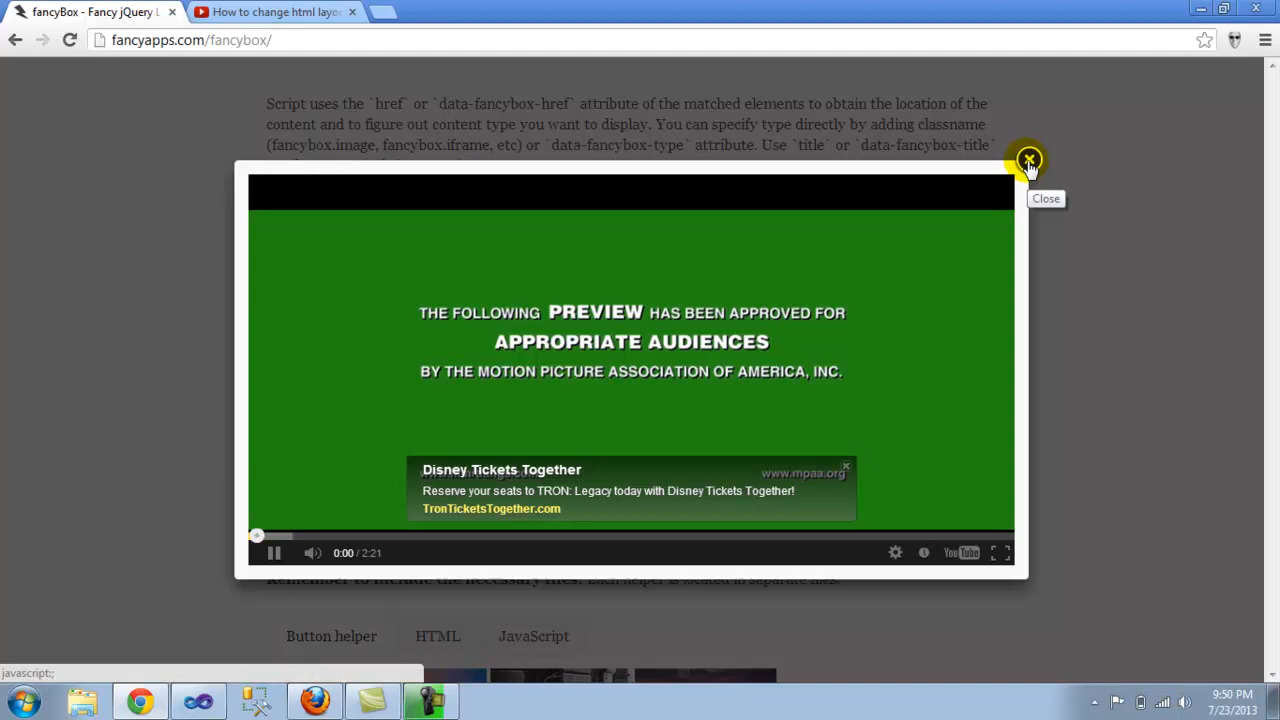 fancyBox - Fancy jQuery L
How to change html layo
fancyapps.com/fancybox/
Script uses the `href` or `data-fancybox-href` attribute of the matched elements to obtain the location of the
content and to figure out content type you want to display. You can specify type directly by adding classname
(fancybox.image, fancybox.iframe, etc) or `data-fancybox-type` attribute. Use `title` or `data-fancybox-title`
Close
THE FOLLOWING PREVIEW HAS BEEN APPROVED FOR
APPROPRIATE AUDIENCES
BY THE MOTION PICTURE ASSOCIATION OF AMERICA, INC.
Disney Tickets Together
www.mpaa.org
Reserve your seats to TRON: Legacy today with Disney Tickets Together!
TronTicketsTogether.com
0:00 / 2:21
YouTube
Remember to include the necessary files! Each helper is located in separate files.
Button helper HTML JavaScript
javascript:;
9:50 PM
7/23/2013